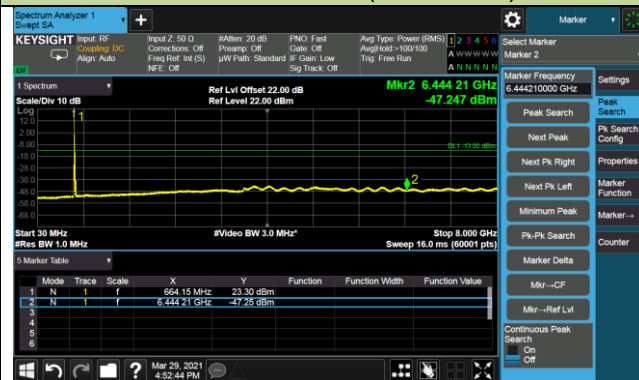 Spectrum Analyzer 1
Swept SA
+
Marker
KEYSIGHT
Input: RF
Coupling: DC
Align: Auto
Input Z: 50 Ω
Corrections: Off
Freq Ref: Int (S)
NFE: Off
#Atten: 20 dB
Preamp: Off
µW Path: Standard
PNO: Fast
Gate: Off
IF Gain: Low
Sig Track: Off
Avg Type: Power (RMS)
Avg|Hold:>100/100
Trig: Free Run
1 2 3 4 5 6
A W W W W W
A N N N N N
LXI
Select Marker
Marker 2
1 Spectrum
Scale/Div 10 dB
Log
Ref Lvl Offset 22.00 dB
Ref Level 22.00 dBm
Mkr2 6.444 21 GHz
-47.247 dBm
12.0
2.00
-8.00
-18.0
-28.0
-38.0
-48.0
-58.0
-68.0
1
2
DL1 -13.00 dBm
Start 30 MHz
#Res BW 1.0 MHz
#Video BW 3.0 MHz*
Stop 8.000 GHz
Sweep 16.0 ms (60001 pts)
5 Marker Table
Mode Trace Scale X Y Function Function Width Function Value
1 N 1 f 664.15 MHz 23.30 dBm
2 N 1 f 6.444 21 GHz -47.25 dBm
3
4
5
6
Marker Frequency
6.444210000 GHz
Peak Search
Next Peak
Next Pk Right
Next Pk Left
Minimum Peak
Pk-Pk Search
Marker Delta
Mkr→CF
Mkr→Ref Lvl
Continuous Peak
Search
On
Off
Settings
Peak
Search
Pk Search
Config
Properties
Marker
Function
Marker→
Counter
?
Mar 29, 2021
4:52:44 PM